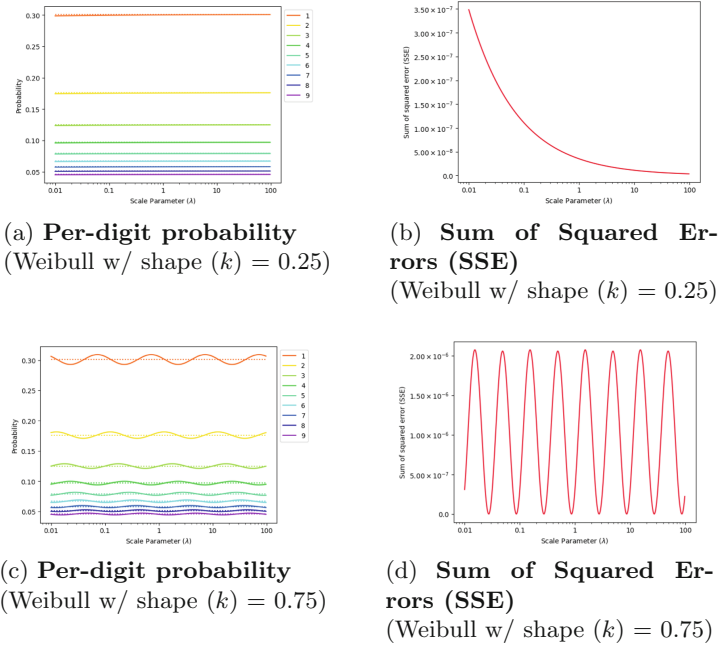 0.30
0.25
0.20
0.15
0.10
0.05
Probability
0.01
0.1
1
10
100
Scale Parameter (λ)
1
2
3
4
5
6
7
8
9
3.50 × 10⁻⁷
3.00 × 10⁻⁷
2.50 × 10⁻⁷
2.00 × 10⁻⁷
1.50 × 10⁻⁷
1.00 × 10⁻⁷
5.00 × 10⁻⁸
0.0
Sum of squared error (SSE)
0.01
0.1
1
10
100
Scale Parameter (λ)
(a) Per-digit probability
(Weibull w/ shape (k) = 0.25)
(b) Sum of Squared Er-
rors (SSE)
(Weibull w/ shape (k) = 0.25)
0.30
0.25
0.20
0.15
0.10
0.05
Probability
0.01
0.1
1
10
100
Scale Parameter (λ)
1
2
3
4
5
6
7
8
9
2.00 × 10⁻⁶
1.50 × 10⁻⁶
1.00 × 10⁻⁶
5.00 × 10⁻⁷
0.0
Sum of squared error (SSE)
0.01
0.1
1
10
100
Scale Parameter (λ)
(c) Per-digit probability
(Weibull w/ shape (k) = 0.75)
(d) Sum of Squared Er-
rors (SSE)
(Weibull w/ shape (k) = 0.75)